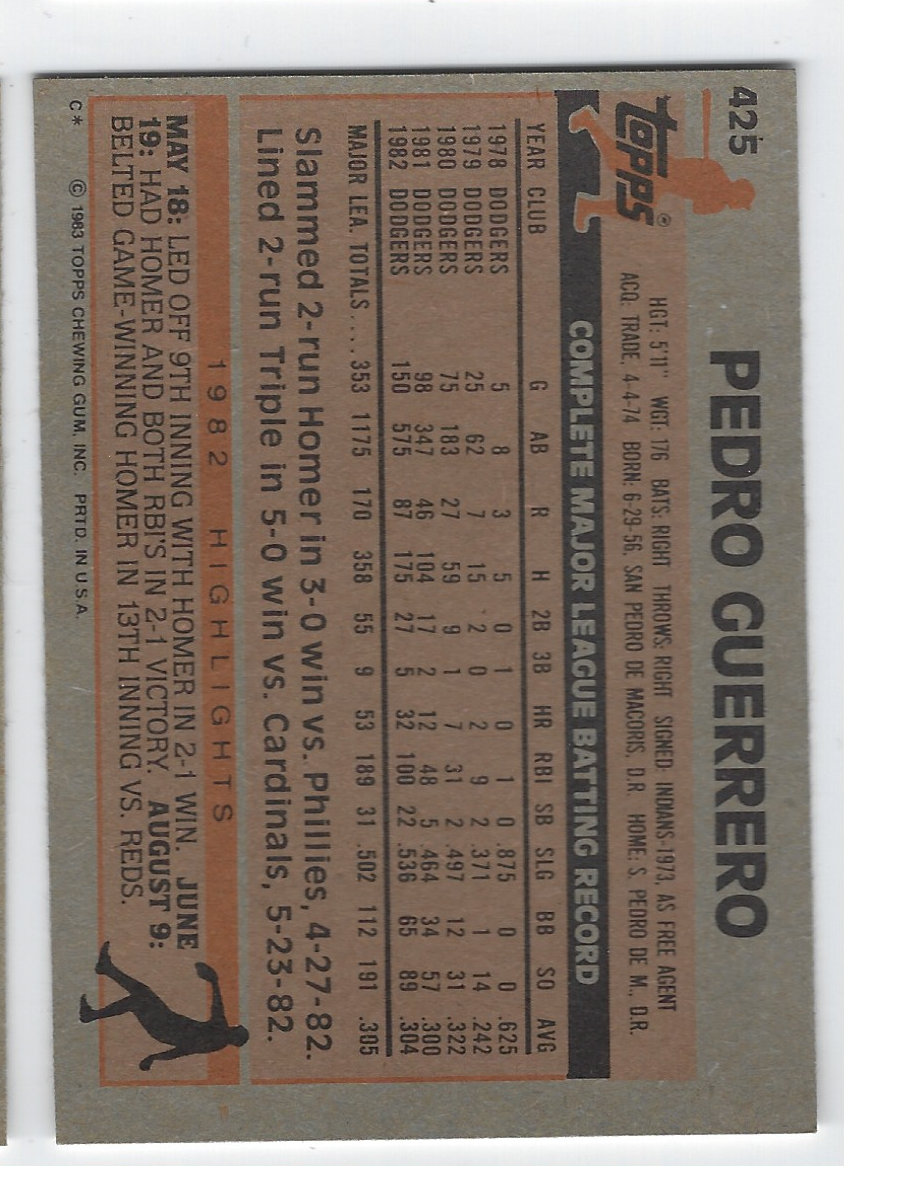 425
PEDRO GUERRERO
TOPPS®
HGT: 5'11" WGT: 176 BATS: RIGHT THROWS: RIGHT SIGNED: INDIANS-1973, AS FREE AGENT
ACQ: TRADE, 4-4-74 BORN: 6-29-56, SAN PEDRO DE MACORIS, D.R. HOME: S. PEDRO DE M., D.R.
COMPLETE MAJOR LEAGUE BATTING RECORD
YEAR CLUB G AB R H 2B 3B HR RBI SB SLG BB SO AVG
1978 DODGERS 5 8 3 5 0 1 0 1 0 .875 0 0 .625
1979 DODGERS 25 62 7 15 2 0 2 9 2 .371 1 14 .242
1980 DODGERS 75 183 27 59 9 1 7 31 2 .497 12 31 .322
1981 DODGERS 98 347 46 104 17 2 12 48 5 .464 34 57 .300
1982 DODGERS 150 575 87 175 27 5 32 100 22 .536 65 89 .304
MAJOR LEA. TOTALS.... 353 1175 170 358 55 9 53 189 31 .502 112 191 .305
Slammed 2-run Homer in 3-0 win vs. Phillies, 4-27-82.
Lined 2-run Triple in 5-0 win vs. Cardinals, 5-23-82.
1982 HIGHLIGHTS
MAY 18: LED OFF 9TH INNING WITH HOMER IN 2-1 WIN. JUNE
19: HAD HOMER AND BOTH RBI'S IN 2-1 VICTORY. AUGUST 9:
BELTED GAME-WINNING HOMER IN 13TH INNING VS. REDS.
C* © 1983 TOPPS CHEWING GUM, INC. PRTD. IN U.S.A.